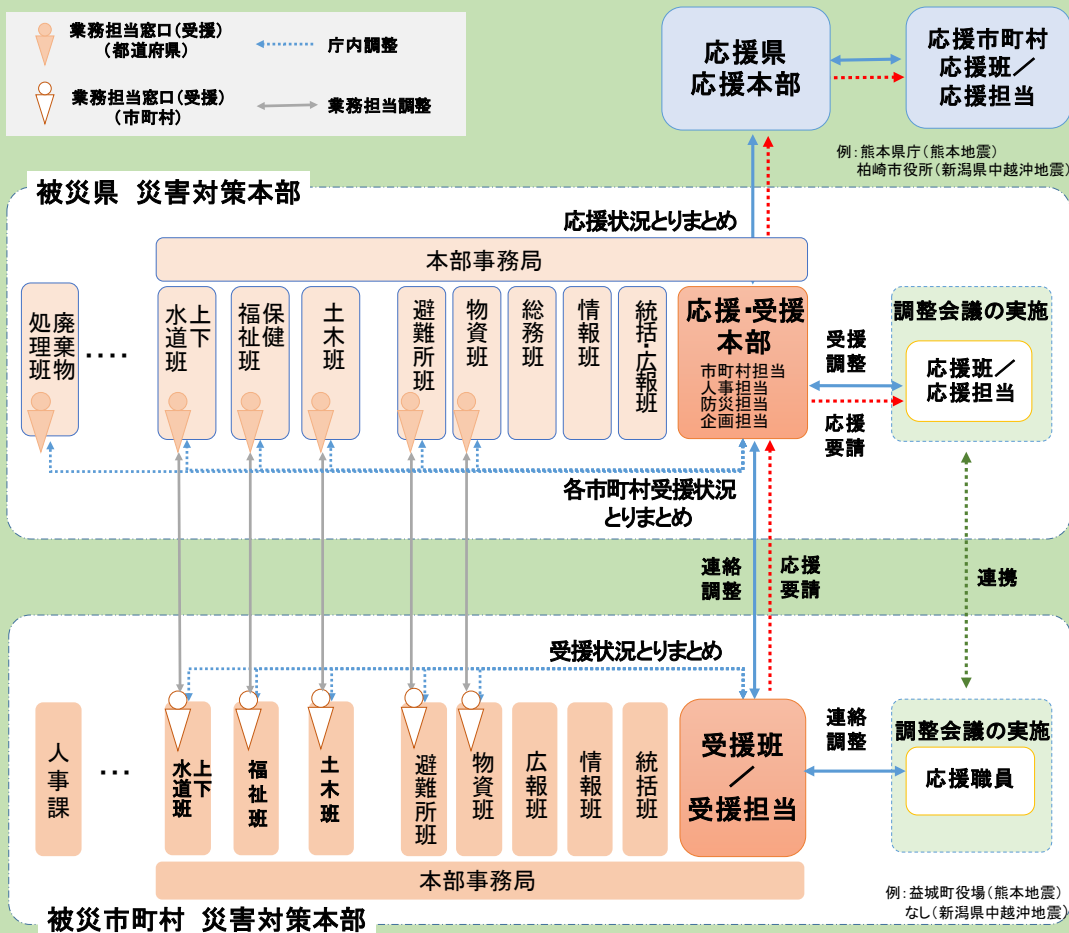 業務担当窓口(受援)
(都道府県)
庁内調整
業務担当窓口(受援)
(市町村)
業務担当調整
応援県
応援本部
応援市町村
応援班/
応援担当
例:熊本県庁(熊本地震)
柏崎市役所(新潟県中越沖地震)
被災県 災害対策本部
応援状況とりまとめ
本部事務局
廃棄物
処理班
‥‥
上下
水道班
保健
福祉班
土木班
避難所班
物資班
総務班
情報班
統括・広報班
応援・受援
本部
市町村担当
人事担当
防災担当
企画担当
受援
調整
応援
要請
調整会議の実施
応援班/
応援担当
各市町村受援状況
とりまとめ
連絡
調整
応援
要請
連携
受援状況とりまとめ
人事課
…
上下
水道班
福祉班
土木班
避難所班
物資班
広報班
情報班
統括班
受援班
/
受援担当
連絡
調整
調整会議の実施
応援職員
本部事務局
例:益城町役場(熊本地震)
なし(新潟県中越沖地震)
被災市町村 災害対策本部